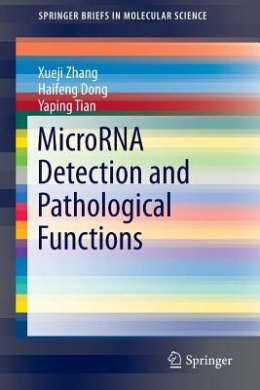 SPRINGER BRIEFS IN MOLECULAR SCIENCE
Xueji Zhang
Haifeng Dong
Yaping Tian
MicroRNA
Detection and
Pathological
Functions
Springer